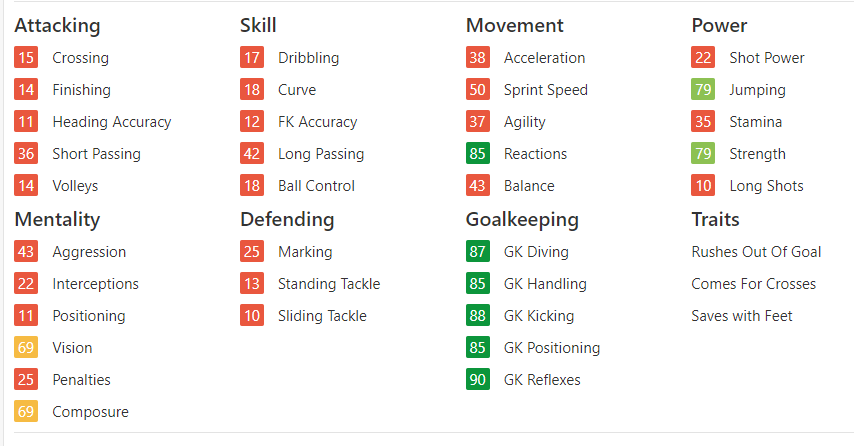 Attacking
15 Crossing
14 Finishing
11 Heading Accuracy
36 Short Passing
14 Volleys
Skill
17 Dribbling
18 Curve
12 FK Accuracy
42 Long Passing
18 Ball Control
Movement
38 Acceleration
50 Sprint Speed
37 Agility
85 Reactions
43 Balance
Power
22 Shot Power
79 Jumping
35 Stamina
79 Strength
10 Long Shots
Mentality
43 Aggression
22 Interceptions
11 Positioning
69 Vision
25 Penalties
69 Composure
Defending
25 Marking
13 Standing Tackle
10 Sliding Tackle
Goalkeeping
87 GK Diving
85 GK Handling
88 GK Kicking
85 GK Positioning
90 GK Reflexes
Traits
Rushes Out Of Goal
Comes For Crosses
Saves with Feet